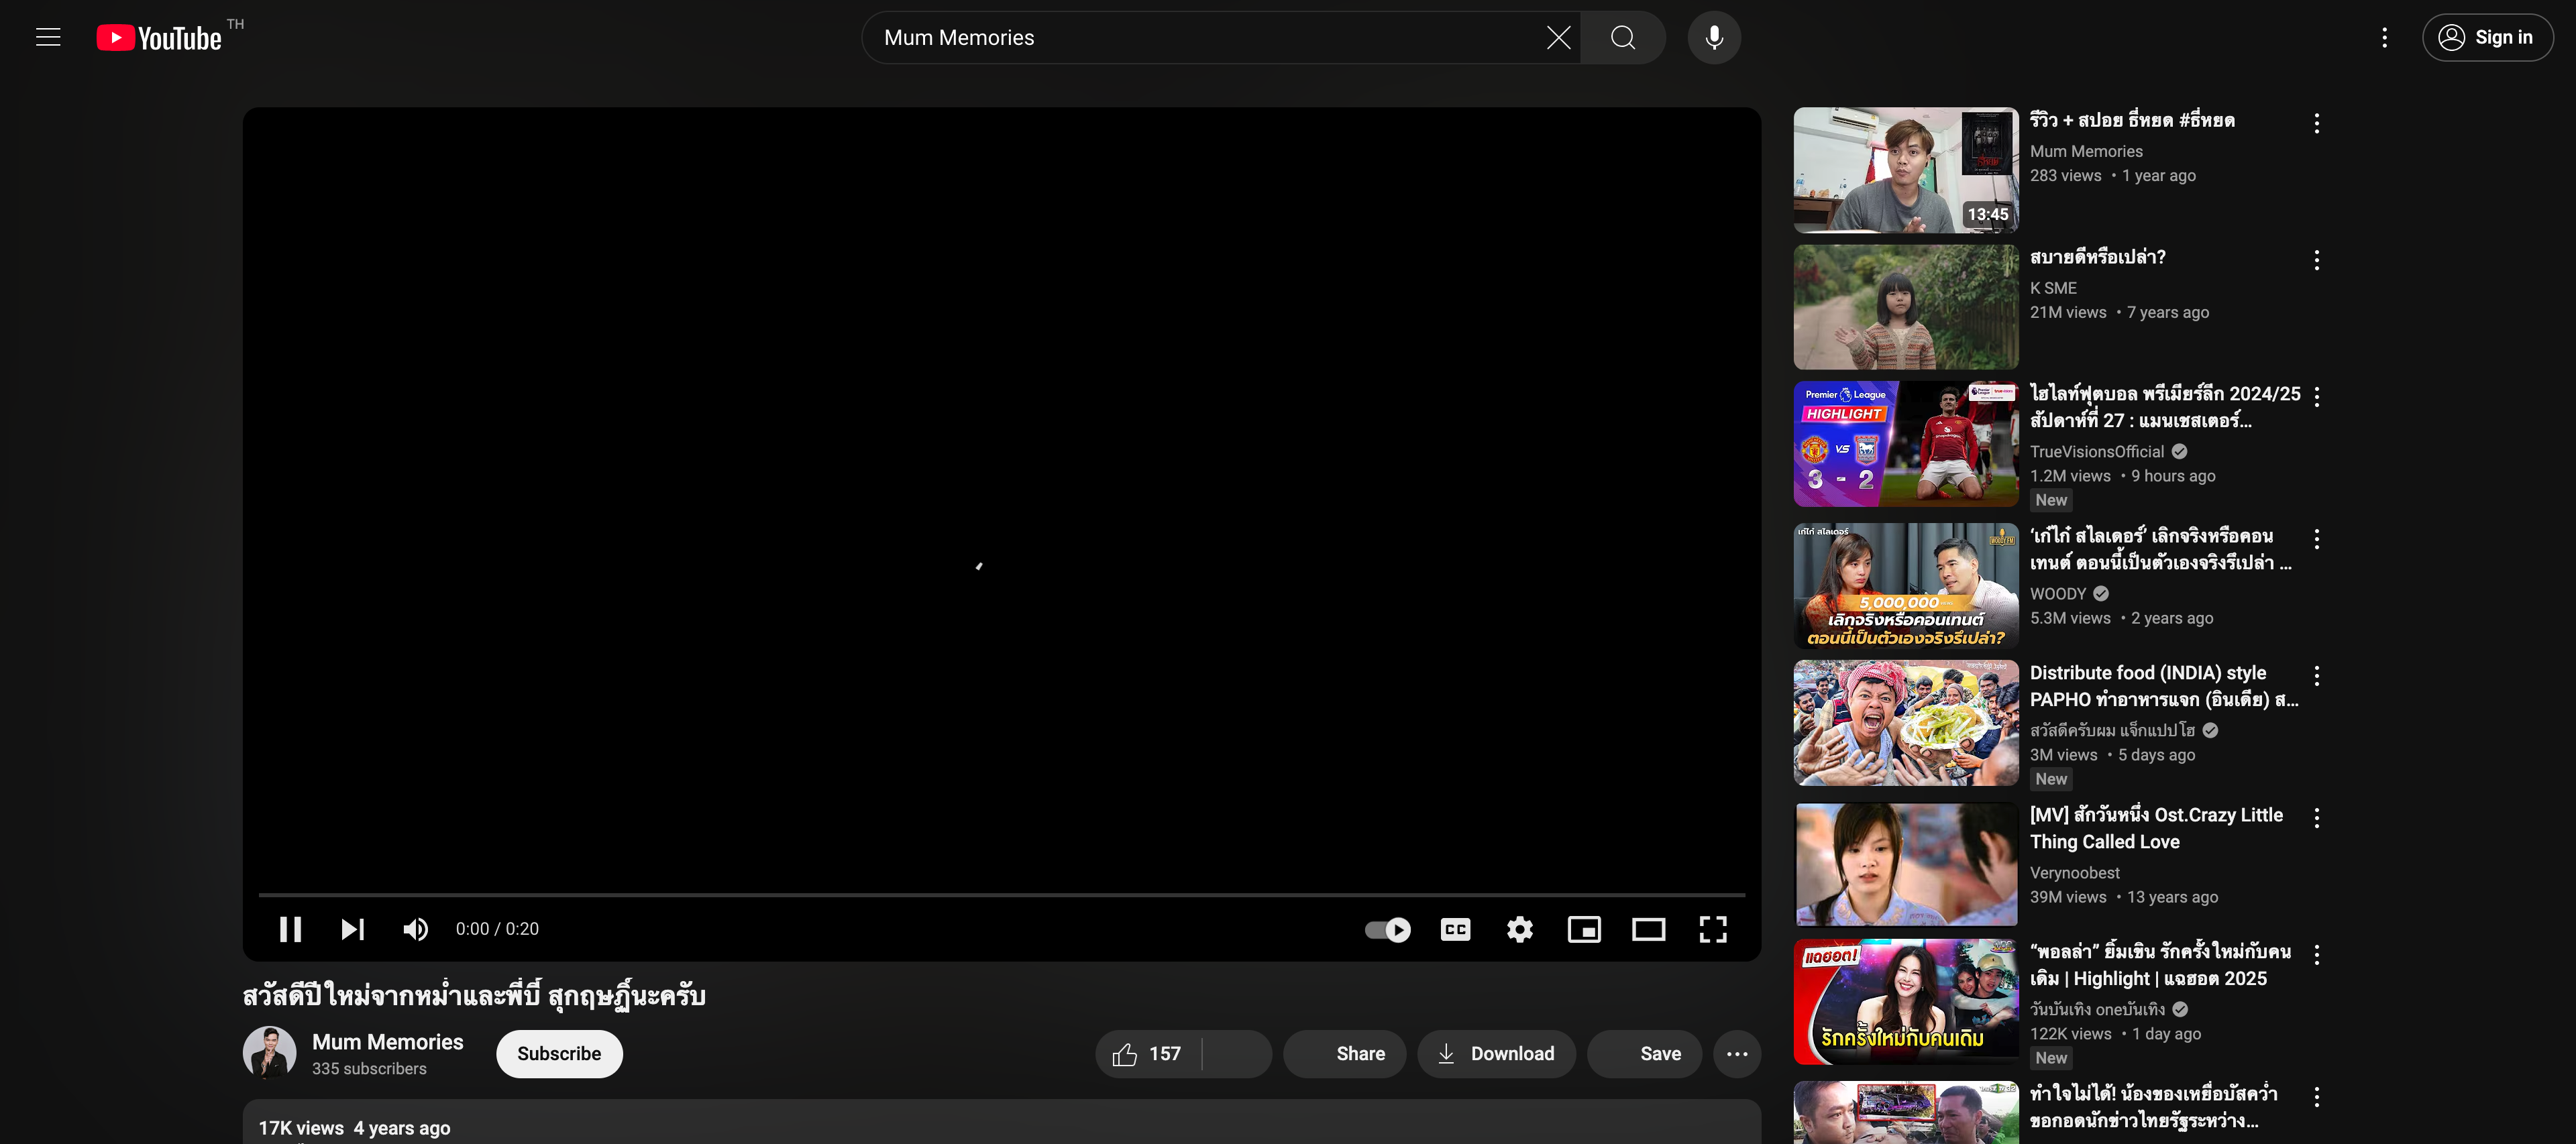 YouTube TH
Mum Memories
Sign in
0:00 / 0:20
CC
สวัสดีปีใหม่จากหม่ำและพี่บี้ สุกฤษฎิ์นะครับ
Mum Memories
335 subscribers
Subscribe
157
Share
Download
Save
17K views 4 years ago
13:45
รีวิว + สปอย ธี่หยด #ธี่หยด
Mum Memories
283 views • 1 year ago
สบายดีหรือเปล่า?
K SME
21M views • 7 years ago
Premier League
HIGHLIGHT
VS
3 - 2
ไฮไลท์ฟุตบอล พรีเมียร์ลีก 2024/25
สัปดาห์ที่ 27 : แมนเชสเตอร์...
TrueVisionsOfficial
1.2M views • 9 hours ago
New
เก๋ไก๋ สไลเดอร์
5,000,000
เลิกจริงหรือคอนเทนต์
ตอนนี้เป็นตัวเองจริงรึเปล่า?
‘เก๋ไก๋ สไลเดอร์’ เลิกจริงหรือคอน
เทนต์ ตอนนี้เป็นตัวเองจริงรึเปล่า ...
WOODY
5.3M views • 2 years ago
Distribute food (INDIA) style
PAPHO ทำอาหารแจก (อินเดีย) ส...
สวัสดีครับผม แจ็กแปปโฮ
3M views • 5 days ago
New
[MV] สักวันหนึ่ง Ost.Crazy Little
Thing Called Love
Verynoobest
39M views • 13 years ago
แฉฮอต!
รักครั้งใหม่กับคนเดิม
“พอลล่า” ยิ้มเขิน รักครั้งใหม่กับคน
เดิม | Highlight | แฉฮอต 2025
วันบันเทิง oneบันเทิง
122K views • 1 day ago
New
ทำใจไม่ได้! น้องของเหยื่อบัสคว่ำ
ขอกอดนักข่าวไทยรัฐระหว่าง...